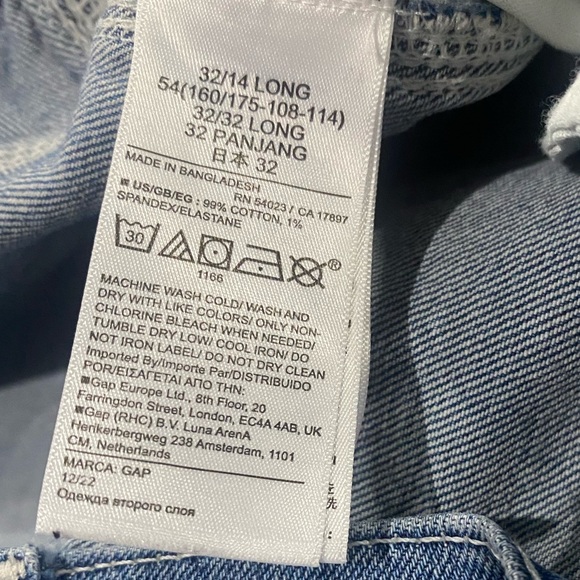 32/14 LONG
54(160/175-108-114)
32/32 LONG
32 PANJANG
日本 32
MADE IN BANGLADESH
RN 54023 / CA 17897
■ US/GB/EG : 99% COTTON, 1%
SPANDEX/ELASTANE
30
®
1166
MACHINE WASH COLD/ WASH AND
DRY WITH LIKE COLORS/ ONLY NON-
CHLORINE BLEACH WHEN NEEDED/
TUMBLE DRY LOW/ COOL IRON/ DO
NOT IRON LABEL/ DO NOT DRY CLEAN
Imported By/Importe Par/DISTRIBUIDO
POR/ΕΙΣΑΓΕΤΑΙ ΑΠΟ ΤΗΝ:
■Gap Europe Ltd., 8th Floor, 20
Farringdon Street, London, EC4A 4AB, UK
■Gap (RHC) B.V. Luna ArenA
Herikerbergweg 238 Amsterdam, 1101
CM, Netherlands
MARCA: GAP
12/22
Одежда второго слоя
先